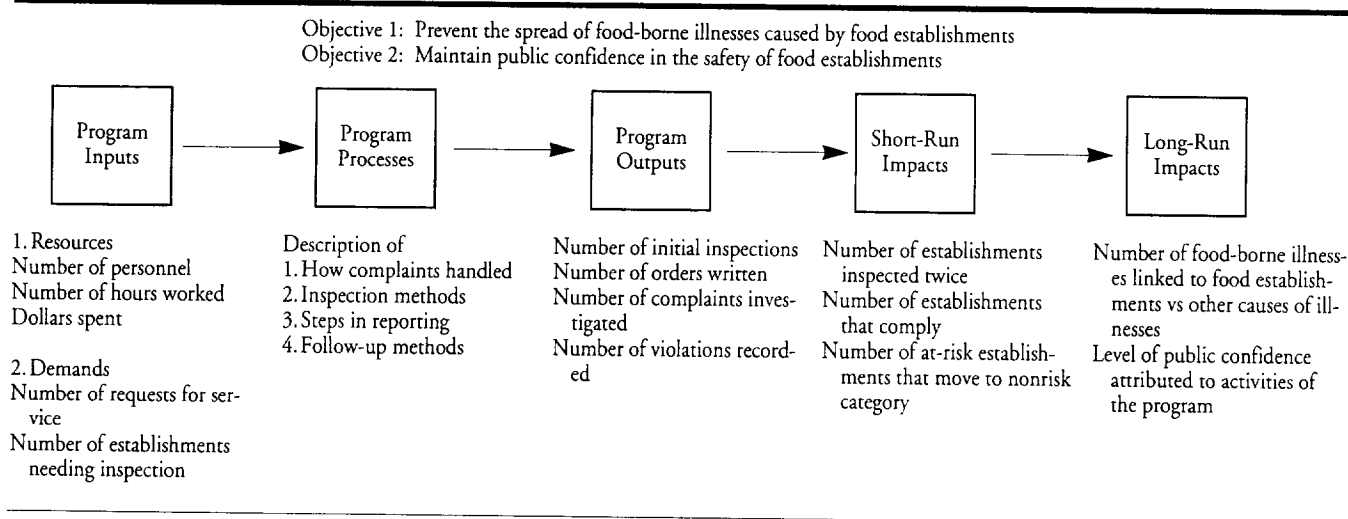 Objective 1: Prevent the spread of food-borne illnesses caused by food establishments
Objective 2: Maintain public confidence in the safety of food establishments
Program
Inputs
Program
Processes
Program
Outputs
Short-Run
Impacts
Long-Run
Impacts
1. Resources
Number of personnel
Number of hours worked
Dollars spent
2. Demands
Number of requests for ser-
vice
Number of establishments
needing inspection
Description of
1. How complaints handled
2. Inspection methods
3. Steps in reporting
4. Follow-up methods
Number of initial inspections
Number of orders written
Number of complaints inves-
tigated
Number of violations record-
ed
Number of establishments
inspected twice
Number of establishments
that comply
Number of at-risk establish-
ments that move to nonrisk
category
Number of food-borne illness-
es linked to food establish-
ments vs other causes of ill-
nesses
Level of public confidence
attributed to activities of
the program